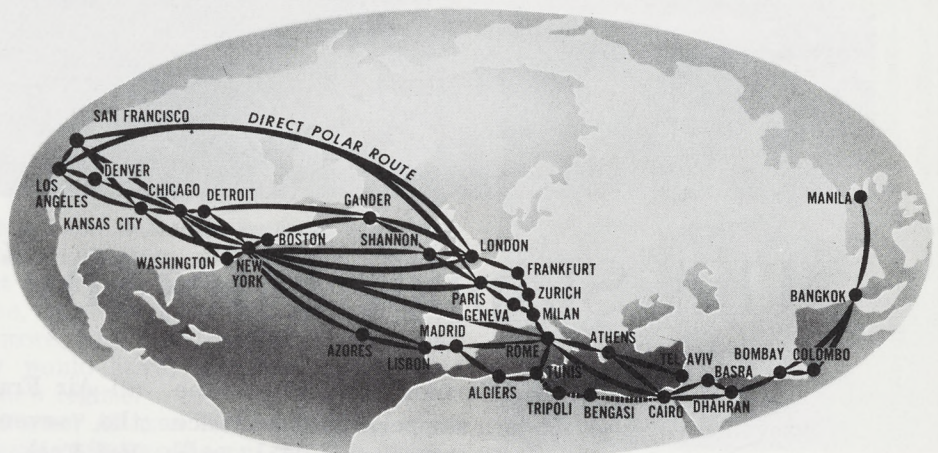 SAN FRANCISCO
DIRECT POLAR ROUTE
DENVER
LOS
ANGELES
CHICAGO
DETROIT
KANSAS CITY
GANDER
MANILA
BOSTON
SHANNON
LONDON
WASHINGTON
NEW
YORK
FRANKFURT
PARIS
ZURICH
BANGKOK
GENEVA
MILAN
AZORES
MADRID
LISBON
ROME
ATHENS
TEL AVIV
BOMBAY
COLOMBO
BASRA
ALGIERS
TUNIS
TRIPOLI
BENGASI
CAIRO
DHAHRAN